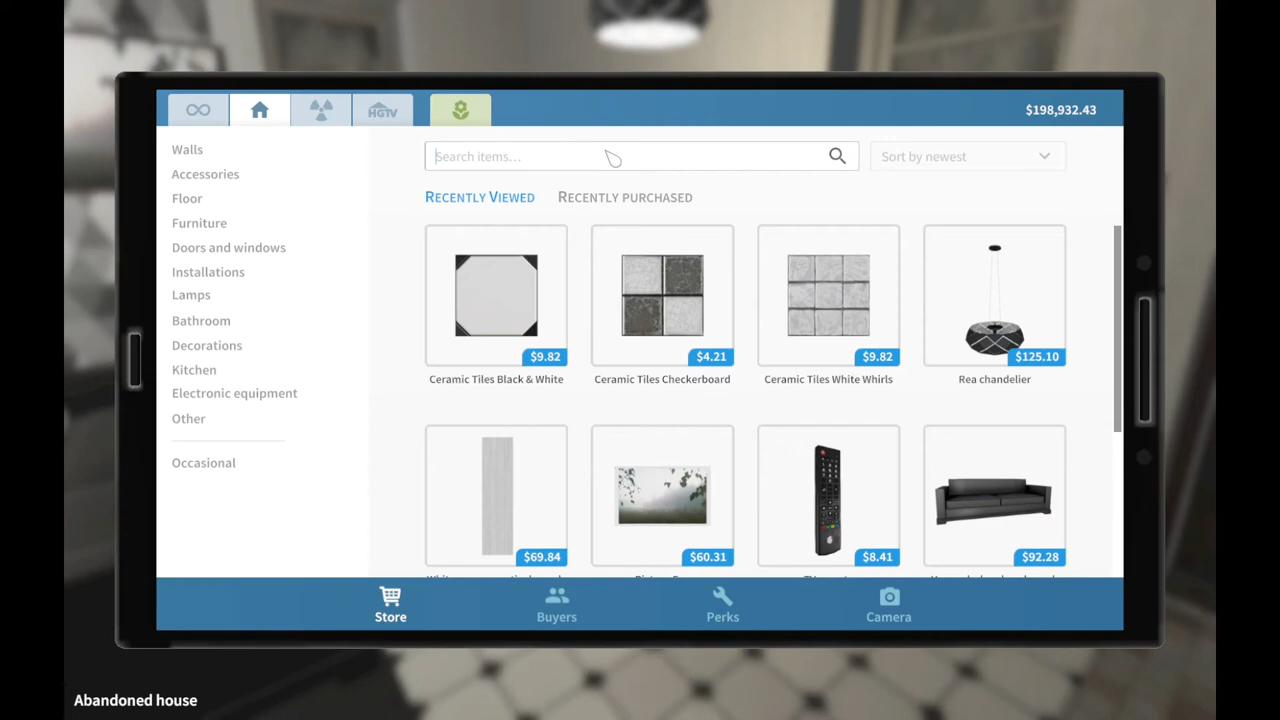 HGTV
$198,932.43
Walls
Accessories
Floor
Furniture
Doors and windows
Installations
Lamps
Bathroom
Decorations
Kitchen
Electronic equipment
Other
Occasional
Search items...
Sort by newest
RECENTLY VIEWED
RECENTLY PURCHASED
$9.82
$4.21
$9.82
$125.10
Ceramic Tiles Black & White
Ceramic Tiles Checkerboard
Ceramic Tiles White Whirls
Rea chandelier
$69.84
$60.31
$8.41
$92.28
Store
Buyers
Perks
Camera
Abandoned house